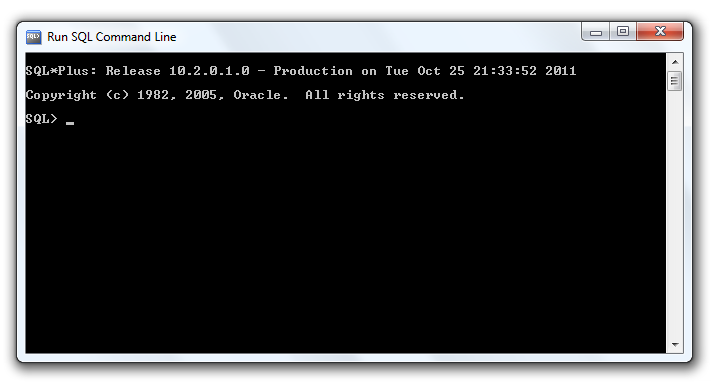 Run SQL Command Line
SQL*Plus: Release 10.2.0.1.0 - Production on Tue Oct 25 21:33:52 2011
Copyright (c) 1982, 2005, Oracle.  All rights reserved.
SQL> _